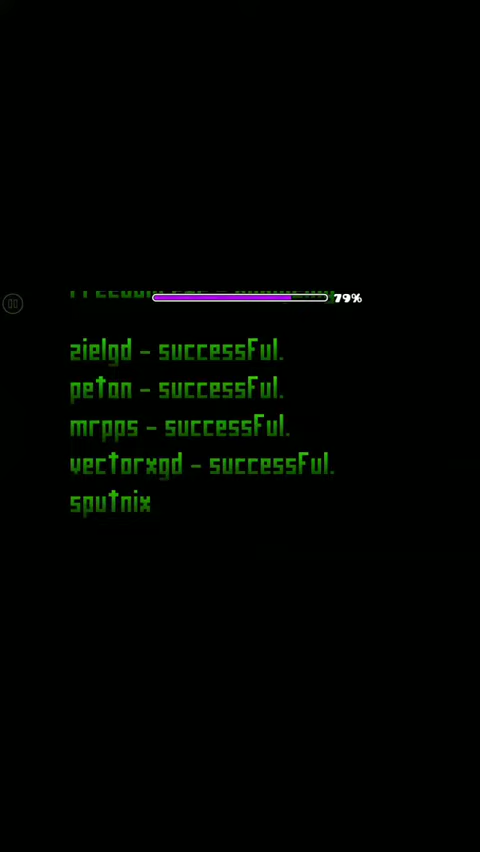 79%
zielgd - successful.
peton - successful.
mrpps - successful.
vectorxgd - successful.
sputnix